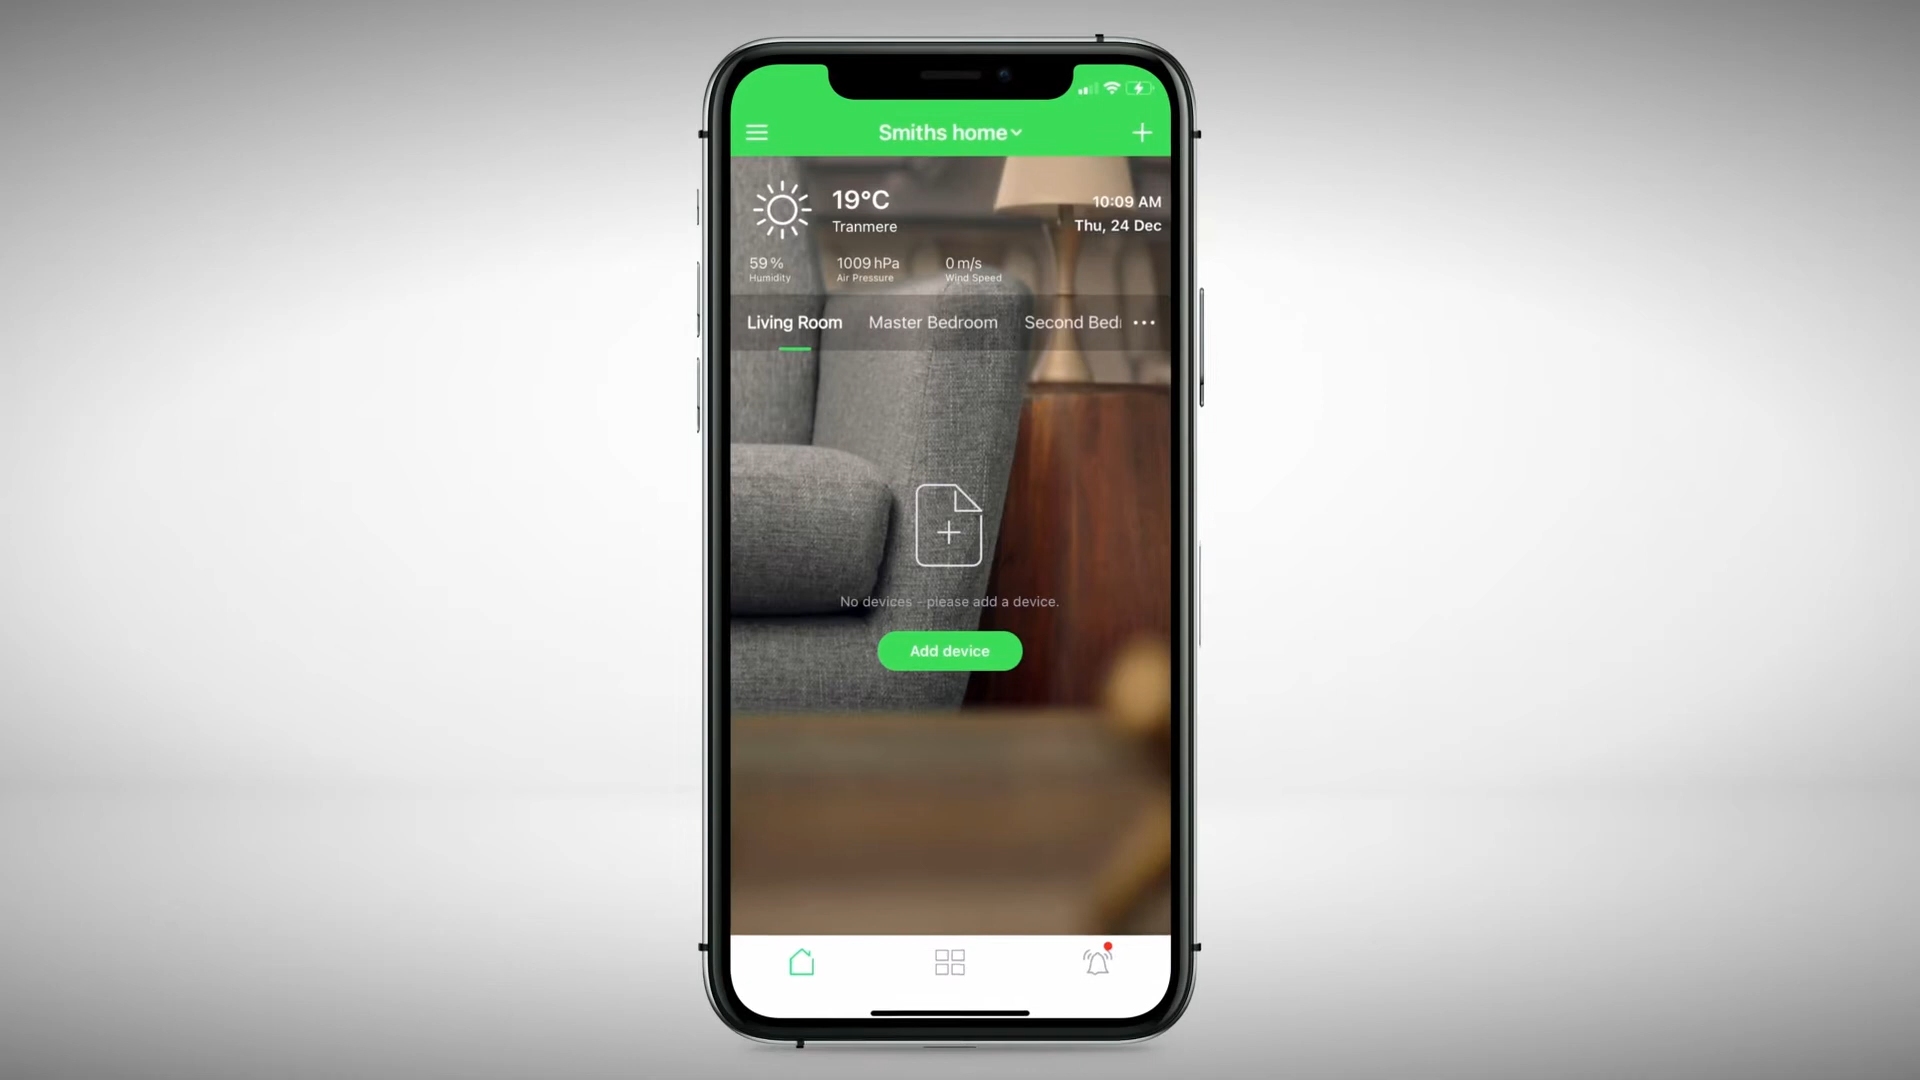 Smiths home
19°C
Tranmere
10:09 AM
Thu, 24 Dec
59 %
Humidity
1009 hPa
Air Pressure
0 m/s
Wind Speed
Living Room
Master Bedroom
Second Bed
No devices - please add a device.
Add device